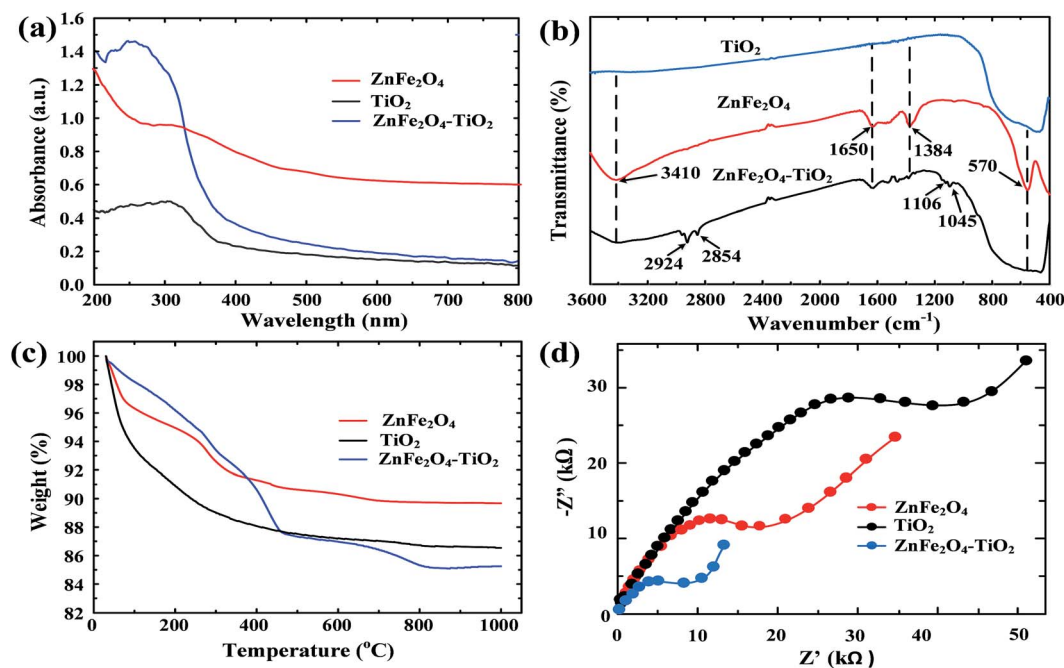 (a)
1.6
1.4
1.2
1.0
0.8
0.6
0.4
0.2
0.0
Absorbance (a.u.)
ZnFe₂O₄
TiO₂
ZnFe₂O₄-TiO₂
200 300 400 500 600 700 800
Wavelength (nm)
(b)
Transmittance (%)
TiO₂
ZnFe₂O₄
1650
1384
3410
ZnFe₂O₄-TiO₂
570
1106
1045
2924
2854
3600 2800 2000 1600 1200 800 400
Wavenumber (cm⁻¹)
(c)
100
98
96
94
92
90
88
86
84
82
Weight (%)
ZnFe₂O₄
TiO₂
ZnFe₂O₄-TiO₂
0 200 400 600 800 1000
Temperature (°C)
(d)
30
20
10
0
-Z” (kΩ)
ZnFe₂O₄
TiO₂
ZnFe₂O₄-TiO₂
0 10 20 30 40 50
Z’ (kΩ)